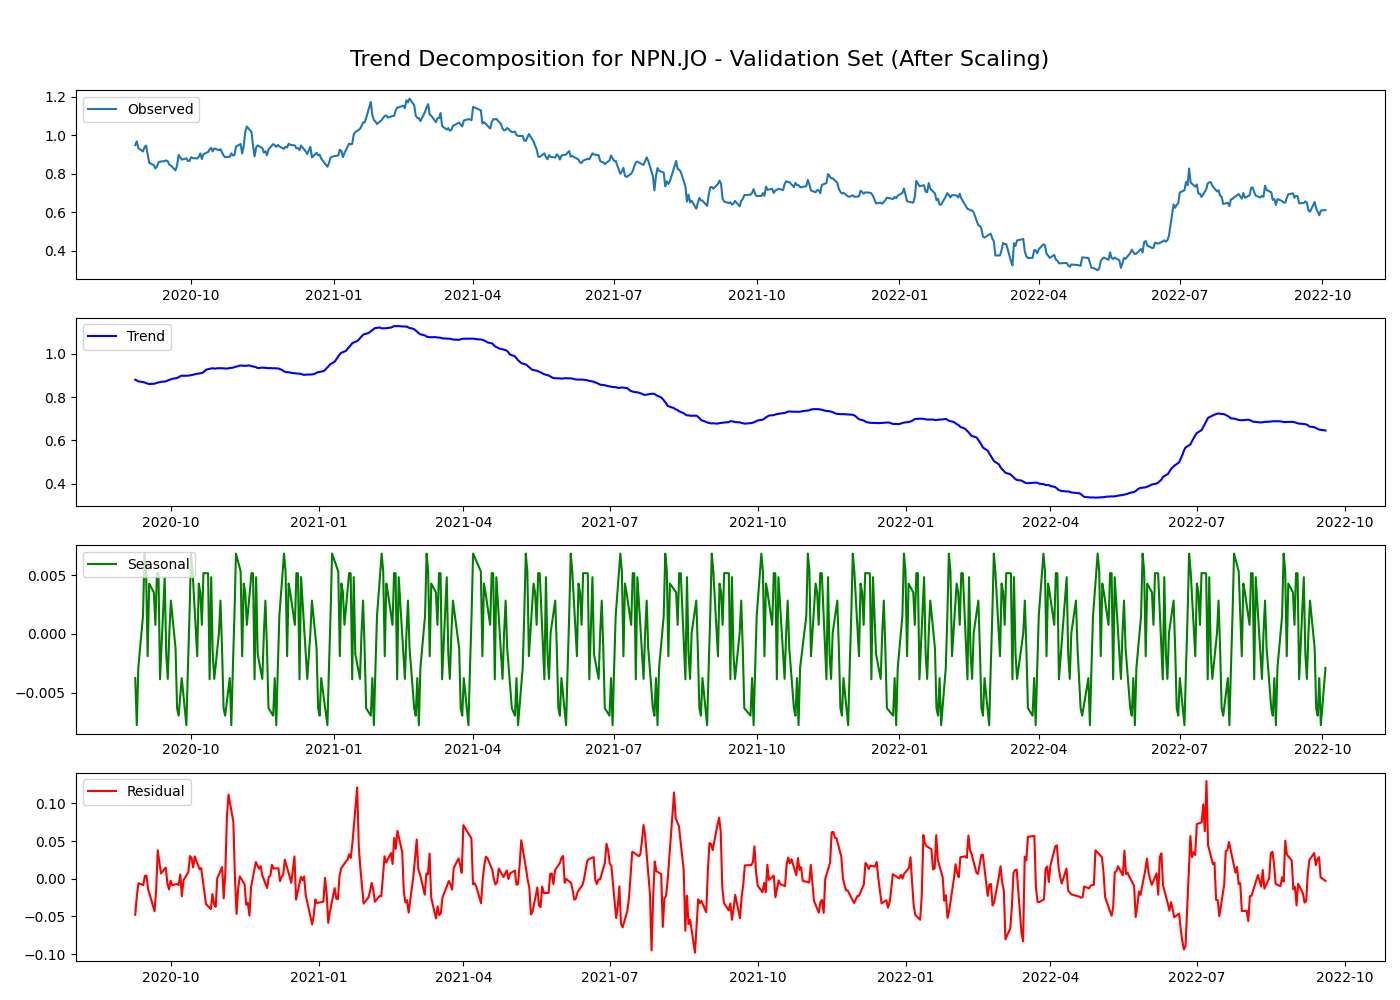 Trend Decomposition for NPN.JO - Validation Set (After Scaling)
Observed
1.2
1.0
0.8
0.6
0.4
2020-10 2021-01 2021-04 2021-07 2021-10 2022-01 2022-04 2022-07 2022-10
Trend
1.0
0.8
0.6
0.4
2020-10 2021-01 2021-04 2021-07 2021-10 2022-01 2022-04 2022-07 2022-10
Seasonal
0.005
0.000
−0.005
2020-10 2021-01 2021-04 2021-07 2021-10 2022-01 2022-04 2022-07 2022-10
Residual
0.10
0.05
0.00
−0.05
−0.10
2020-10 2021-01 2021-04 2021-07 2021-10 2022-01 2022-04 2022-07 2022-10